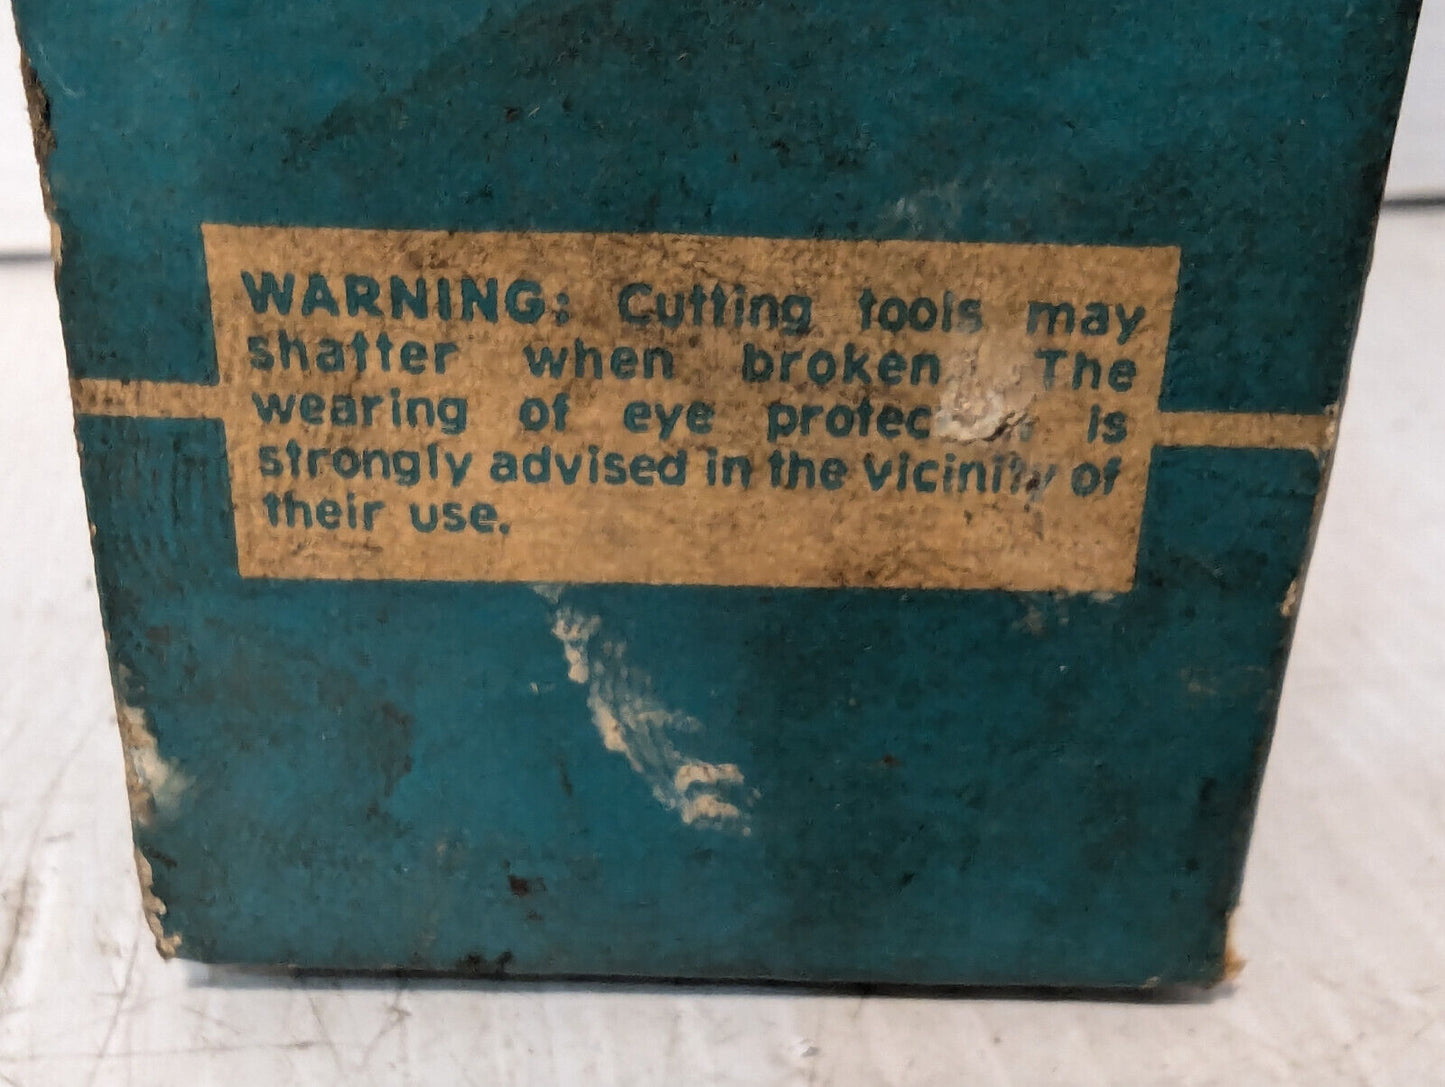 WARNING: Cutting tools may
shatter when broken. The
wearing of eye protection is
strongly advised in the vicinity of
their use.